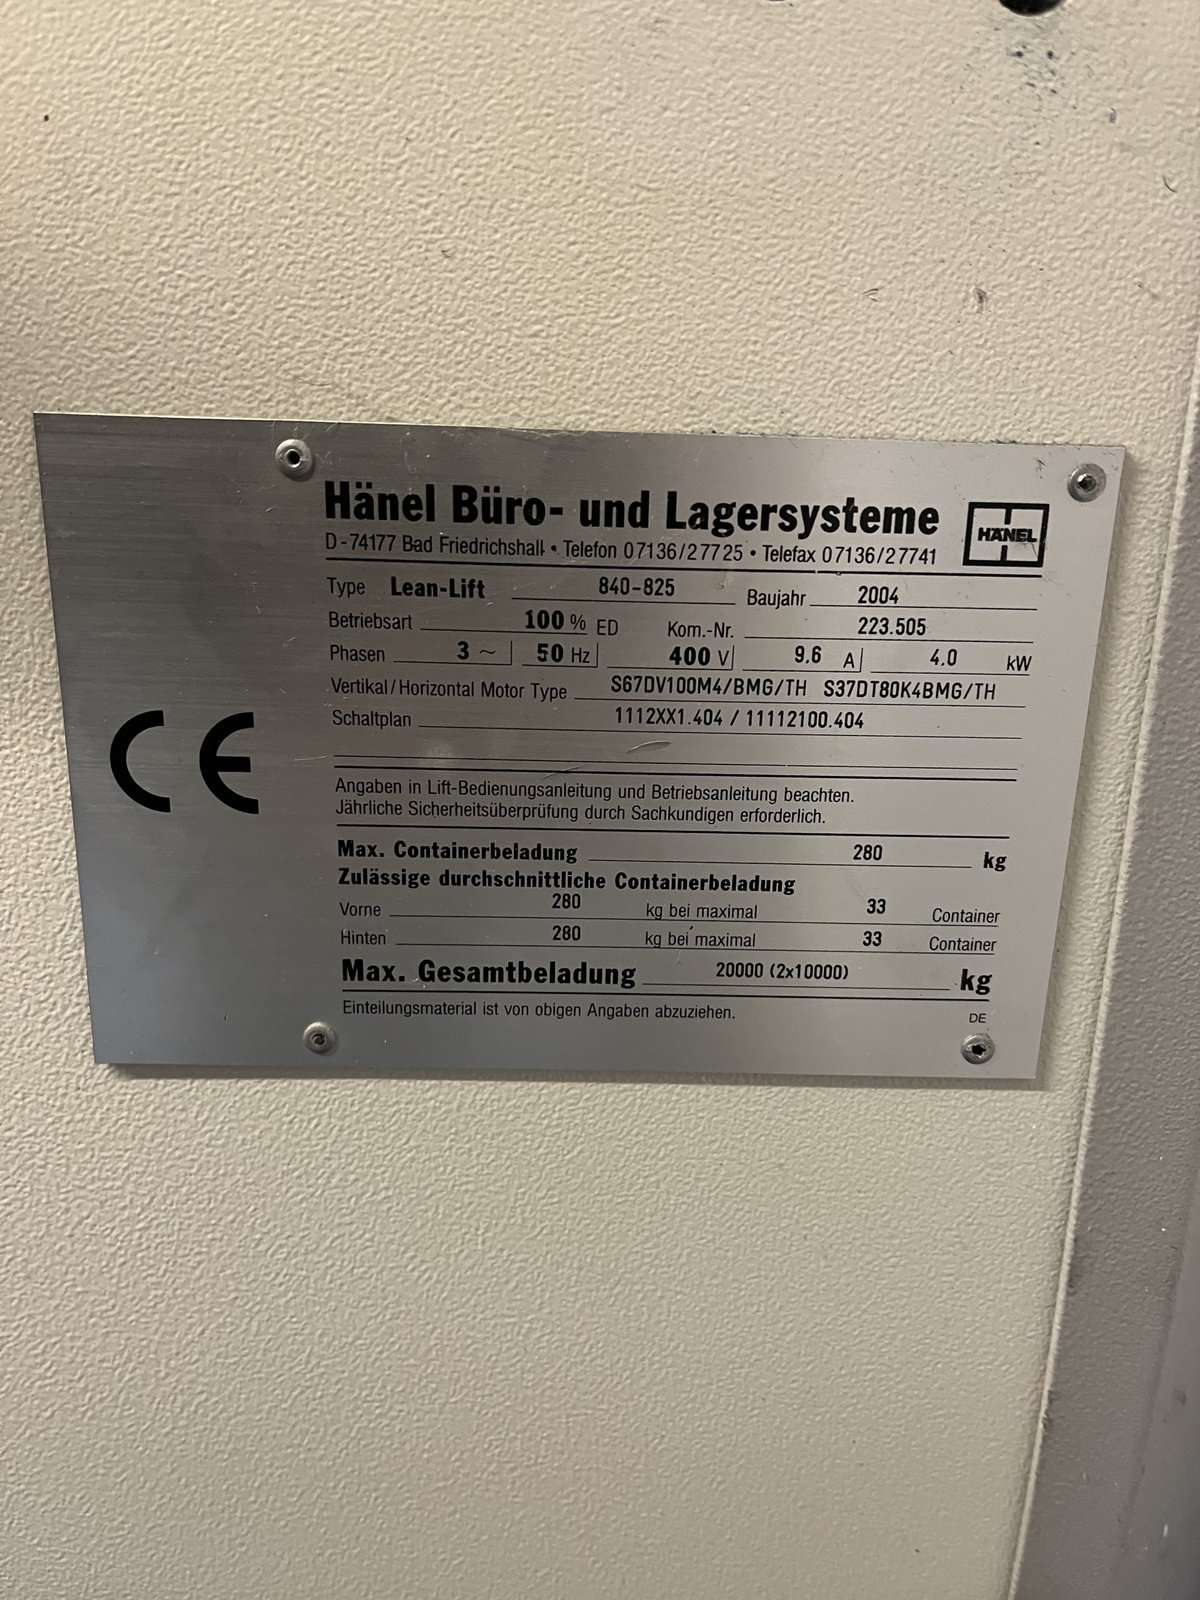 Hänel Büro- und Lagersysteme
HÄNEL
D-74177 Bad Friedrichshall • Telefon 07136/27725 • Telefax 07136/27741
Type Lean-Lift 840-825 Baujahr 2004
Betriebsart 100 % ED Kom.-Nr. 223.505
Phasen 3 ~ 50 Hz 400 V 9.6 A 4.0 kW
Vertikal/Horizontal Motor Type S67DV100M4/BMG/TH S37DT80K4BMG/TH
Schaltplan 1112XX1.404 / 11112100.404
CE
Angaben in Lift-Bedienungsanleitung und Betriebsanleitung beachten.
Jährliche Sicherheitsüberprüfung durch Sachkundigen erforderlich.
Max. Containerbeladung 280 kg
Zulässige durchschnittliche Containerbeladung
Vorne 280 kg bei maximal 33 Container
Hinten 280 kg bei maximal 33 Container
Max. Gesamtbeladung 20000 (2x10000) kg
Einteilungsmaterial ist von obigen Angaben abzuziehen.
DE